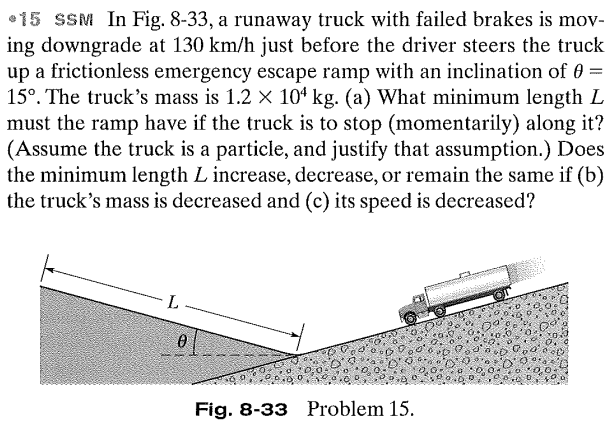 •15 SSM In Fig. 8-33, a runaway truck with failed brakes is mov-
ing downgrade at 130 km/h just before the driver steers the truck
up a frictionless emergency escape ramp with an inclination of θ =
15°. The truck's mass is 1.2 × 10⁴ kg. (a) What minimum length L
must the ramp have if the truck is to stop (momentarily) along it?
(Assume the truck is a particle, and justify that assumption.) Does
the minimum length L increase, decrease, or remain the same if (b)
the truck's mass is decreased and (c) its speed is decreased?
L
θ
Fig. 8-33 Problem 15.